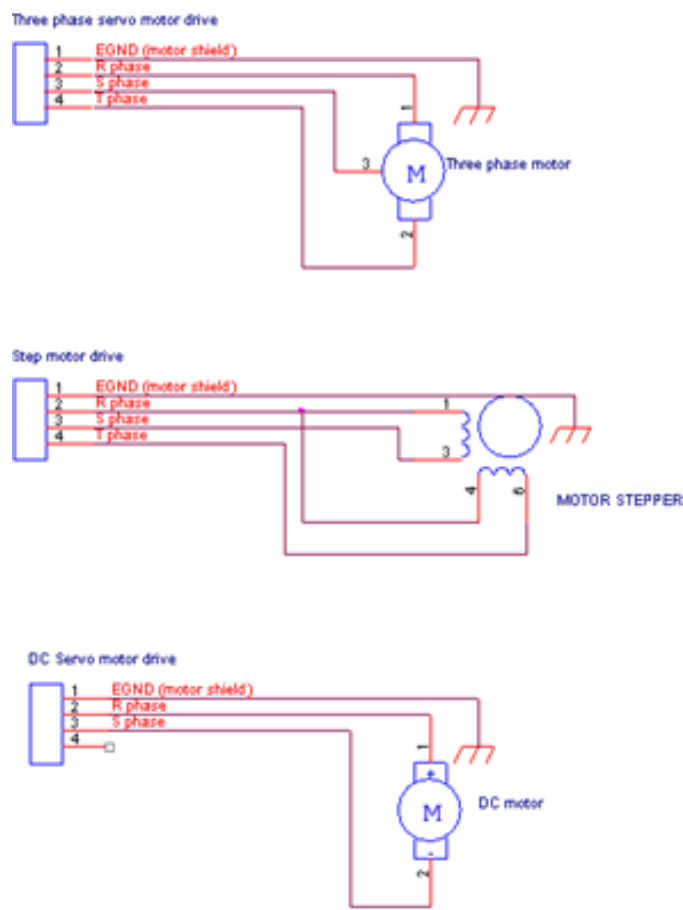 Three phase servo motor drive
1 EGND (motor shield)
2 R phase
3 S phase
4 T phase
1
3
M
Three phase motor
2
Step motor drive
1 EGND (motor shield)
2 R phase
3 S phase
4 T phase
1
3
4 6
MOTOR STEPPER
DC Servo motor drive
1 EGND (motor shield)
2 R phase
3 S phase
4
1
+
M
DC motor
-
2